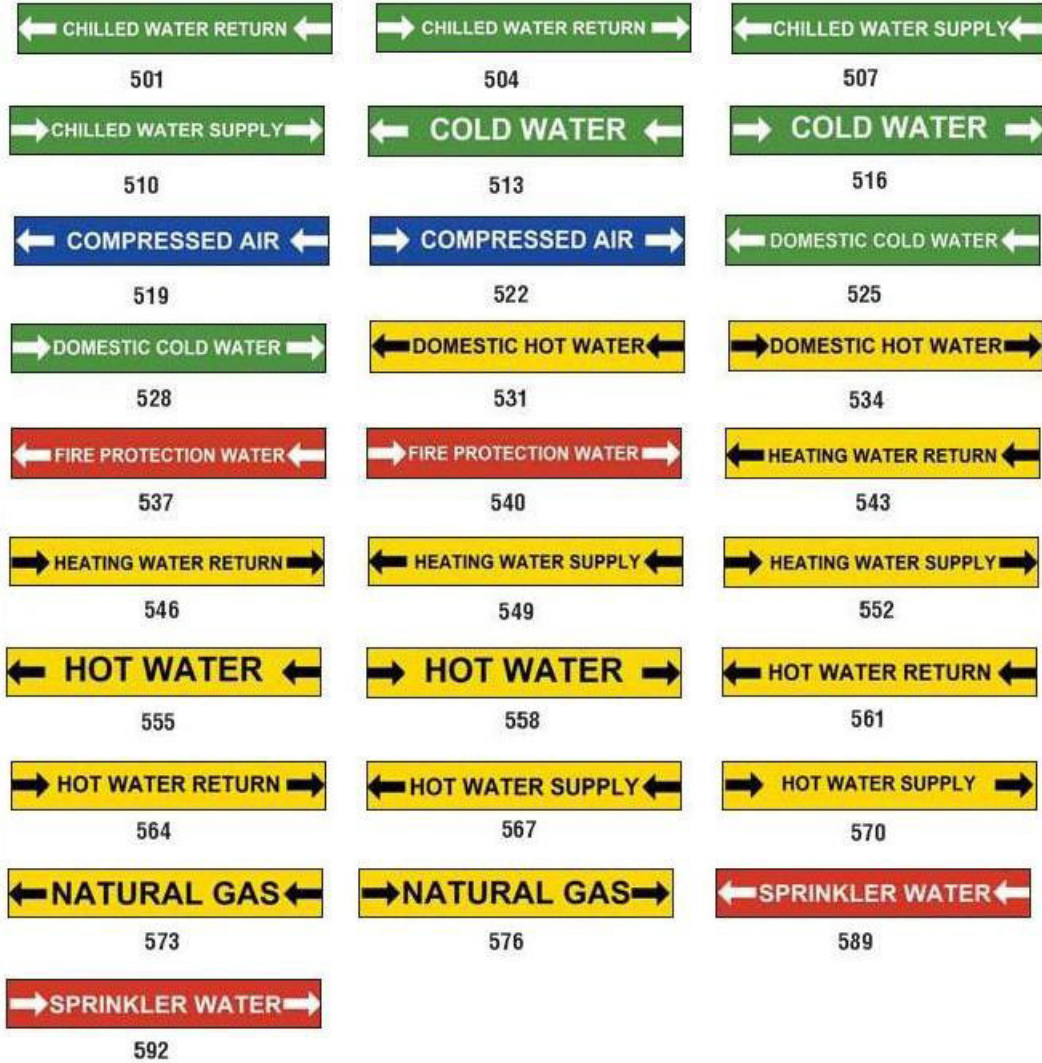 CHILLED WATER RETURN
CHILLED WATER RETURN
CHILLED WATER SUPPLY
501
504
507
CHILLED WATER SUPPLY
COLD WATER
COLD WATER
510
513
516
COMPRESSED AIR
COMPRESSED AIR
DOMESTIC COLD WATER
519
522
525
DOMESTIC COLD WATER
DOMESTIC HOT WATER
DOMESTIC HOT WATER
528
531
534
FIRE PROTECTION WATER
FIRE PROTECTION WATER
HEATING WATER RETURN
537
540
543
HEATING WATER RETURN
HEATING WATER SUPPLY
HEATING WATER SUPPLY
546
549
552
HOT WATER
HOT WATER
HOT WATER RETURN
555
558
561
HOT WATER RETURN
HOT WATER SUPPLY
HOT WATER SUPPLY
564
567
570
NATURAL GAS
NATURAL GAS
SPRINKLER WATER
573
576
589
SPRINKLER WATER
592